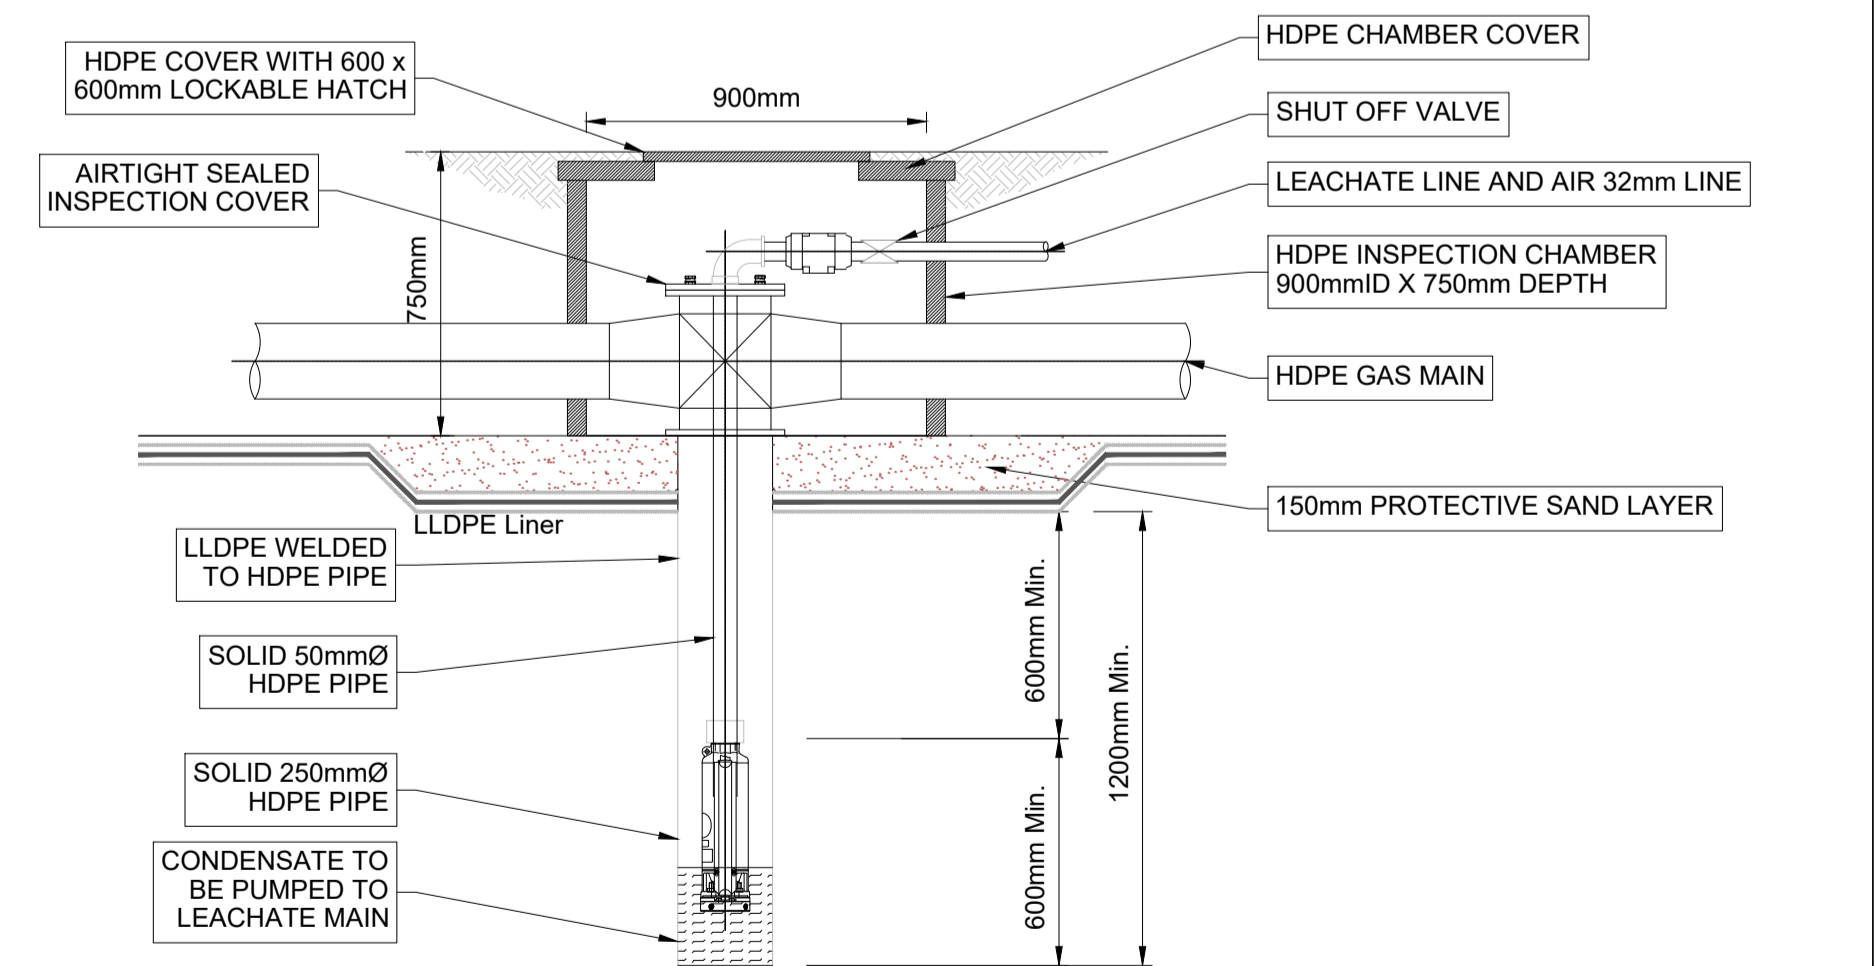 HDPE COVER WITH 600 x
600mm LOCKABLE HATCH
AIRTIGHT SEALED
INSPECTION COVER
900mm
750mm
HDPE CHAMBER COVER
SHUT OFF VALVE
LEACHATE LINE AND AIR 32mm LINE
HDPE INSPECTION CHAMBER
900mmID X 750mm DEPTH
HDPE GAS MAIN
150mm PROTECTIVE SAND LAYER
LLDPE Liner
LLDPE WELDED
TO HDPE PIPE
SOLID 50mmØ
HDPE PIPE
SOLID 250mmØ
HDPE PIPE
CONDENSATE TO
BE PUMPED TO
LEACHATE MAIN
600mm Min.
600mm Min.
1200mm Min.